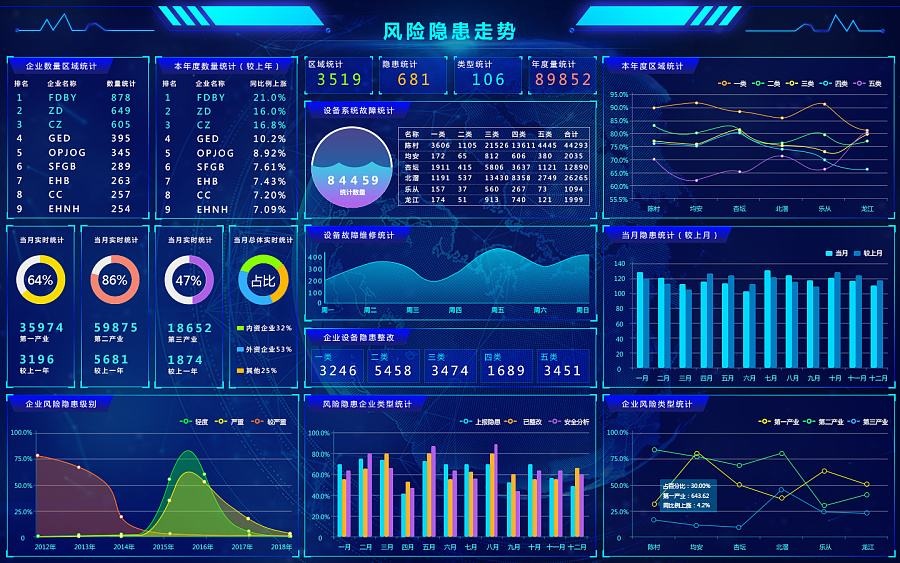 风险隐患走势
企业数量区域统计
排名 企业名称 数量统计
1 FDBY 878
2 ZD 649
3 CZ 605
4 GED 395
5 OPJOG 345
6 SFGB 289
7 EHB 263
8 CC 257
9 EHNH 254
本年度数量统计（较上年）
排名 企业名称 同比例上涨
1 FDBY 21.0%
2 ZD 16.0%
3 CZ 16.8%
4 GED 10.2%
5 OPJOG 8.92%
6 SFGB 7.61%
7 EHB 7.43%
8 CC 7.20%
9 EHNH 7.09%
区域统计 隐患统计 类型统计 年度量统计
3519 681 106 89852
设备系统故障统计
84459
统计数量
名称 一类 二类 三类 四类 五类 合计
陈村 3606 1105 21526 13611 4445 44293
均安 172 65 812 606 380 2035
杏坛 1911 415 5806 3637 1121 12890
北滘 1191 537 13430 8358 2749 26265
乐从 157 37 560 267 73 1094
龙江 174 51 913 740 121 1999
本年度区域统计
一类 二类 三类 四类 五类
95.0%
90.0%
85.0%
80.0%
75.0%
70.0%
65.0%
60.0%
55.5%
陈村 均安 杏坛 北滘 乐从 龙江
当月实时统计
64%
35974
第一产业
3196
较上一年
当月实时统计
86%
59875
第二产业
5681
较上一年
当月实时统计
47%
18652
第三产业
1874
较上一年
当月总体实时统计
占比
内资企业32%
外资企业53%
其他25%
设备故障维修统计
400
300
200
100
0
周一 周二 周三 周四 周五 周六 周日
企业设备隐患整改
一类 二类 三类 四类 五类
3246 5458 3474 1689 3451
当月隐患统计（较上月）
当月 较上月
140
120
100
80
60
40
20
0
一月 二月 三月 四月 五月 六月 七月 八月 九月 十月 十一月 十二月
企业风险隐患级别
轻度 严重 较严重
100.0%
75.0%
50.0%
25.0%
0
2012年 2013年 2014年 2015年 2016年 2017年 2018年
风险隐患企业类型统计
上报隐患 已整改 安全分析
100.0%
80.0%
60.0%
40.0%
20.0%
一月 二月 三月 四月 五月 六月 七月 八月 九月 十月 十一月 十二月
企业风险类型统计
第一产业 第二产业 第三产业
100.0%
75.0%
50.0%
25.0%
0
占百分比：30.00%
第一产业：643.62
同比例上涨：4.2%
陈村 均安 杏坛 北滘 乐从 龙江